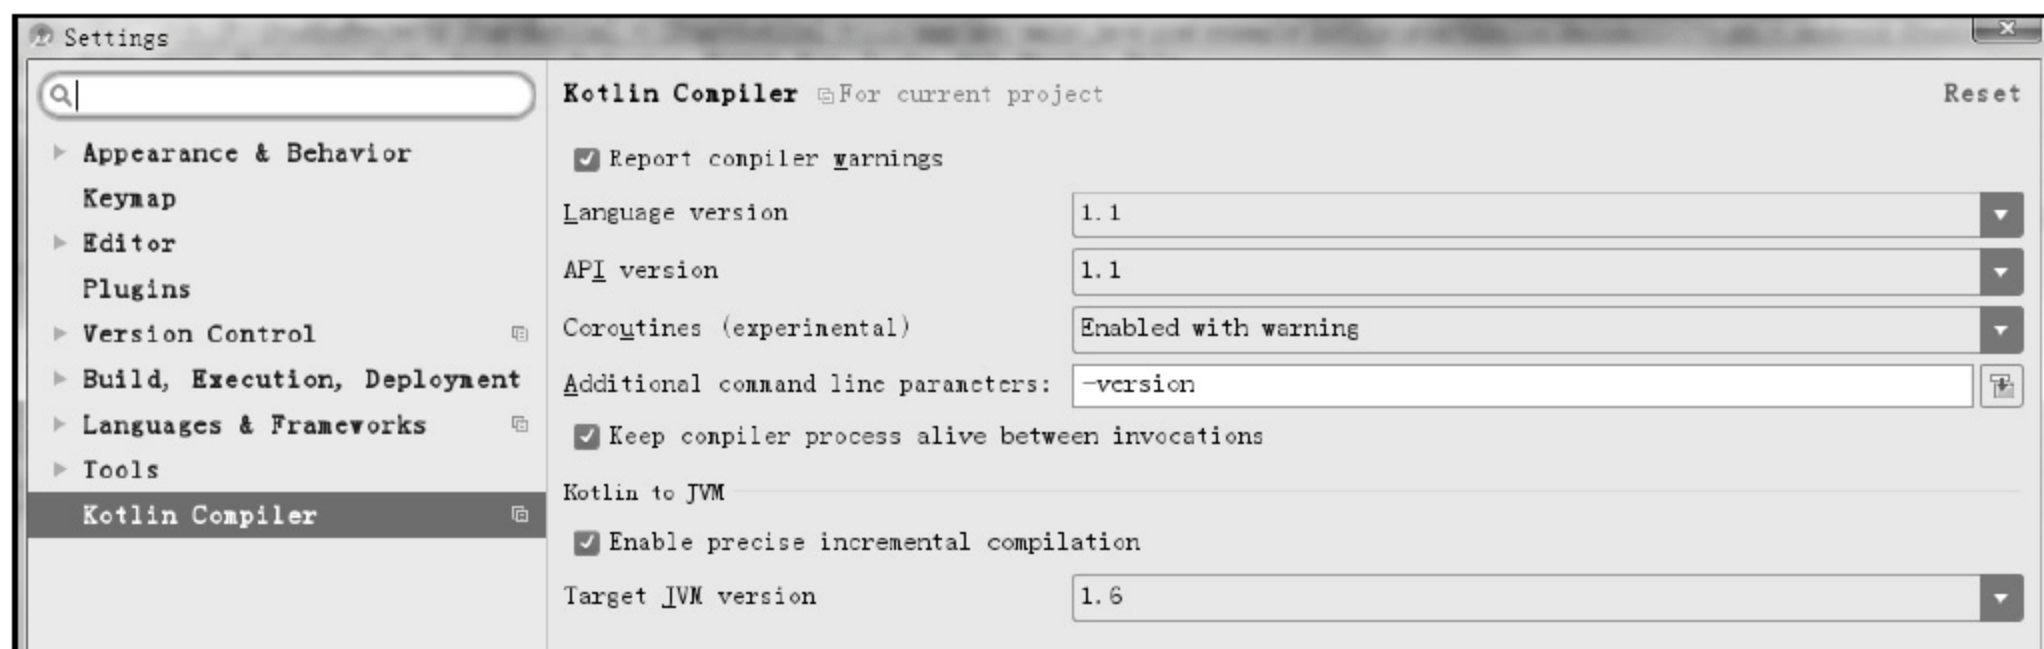 Settings
Appearance & Behavior
Keymap
Editor
Plugins
Version Control
Build, Execution, Deployment
Languages & Frameworks
Tools
Kotlin Compiler
Kotlin Compiler For current project Reset
Report compiler warnings
Language version 1.1
API version 1.1
Coroutines (experimental) Enabled with warning
Additional command line parameters: -version
Keep compiler process alive between invocations
Kotlin to JVM
Enable precise incremental compilation
Target JVM version 1.6